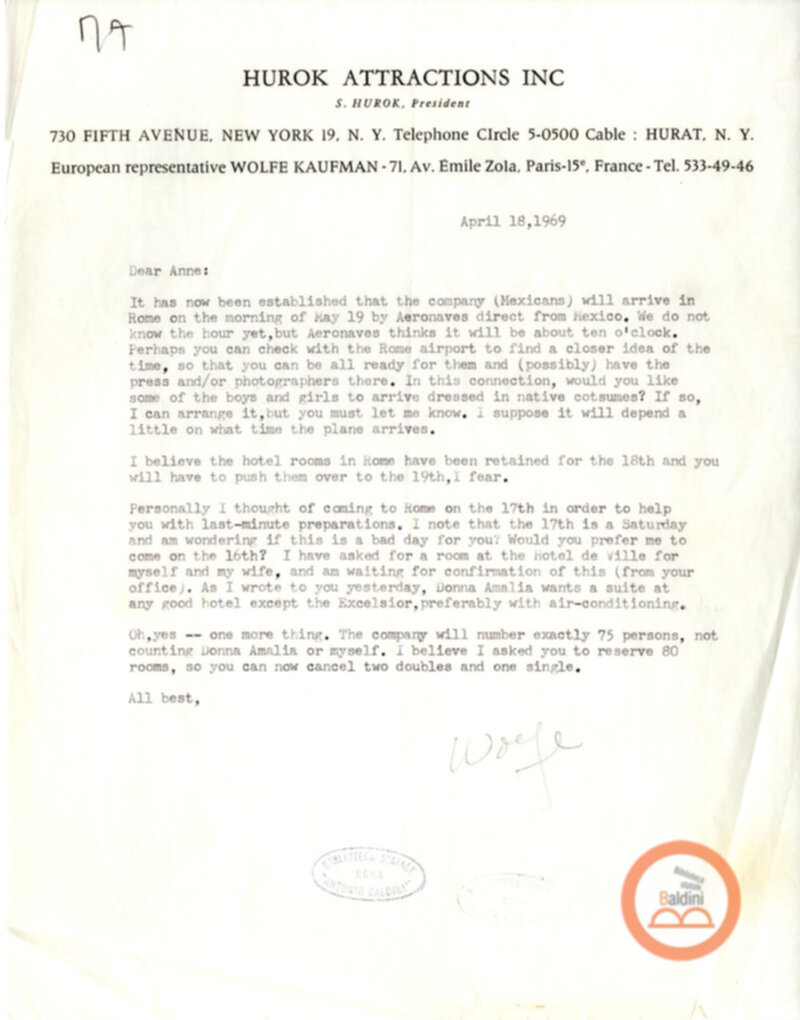 HUROK ATTRACTIONS INC
S. HUROK, President
730 FIFTH AVENUE, NEW YORK 19, N. Y. Telephone CIrcle 5-0500 Cable : HURAT, N. Y.
European representative WOLFE KAUFMAN - 71, Av. Émile Zola, Paris-15e, France - Tel. 533-49-46
April 18,1969
Dear Anne:
It has now been established that the company (Mexicans) will arrive in
Rome on the morning of May 19 by Aeronaves direct from Mexico. We do not
know the hour yet,but Aeronaves thinks it will be about ten o'clock.
Perhaps you can check with the Rome airport to find a closer idea of the
time, so that you can be all ready for them and (possibly) have the
press and/or photographers there. In this connection, would you like
some of the boys and girls to arrive dressed in native cotsumes? If so,
I can arrange it,but you must let me know. I suppose it will depend a
little on what time the plane arrives.
I believe the hotel rooms in Rome have been retained for the 18th and you
will have to push them over to the 19th,I fear.
Personally I thought of coming to Rome on the 17th in order to help
you with last-minute preparations. I note that the 17th is a Saturday
and am wondering if this is a bad day for you? Would you prefer me to
come on the 16th? I have asked for a room at the Hotel de Ville for
myself and my wife, and am waiting for confirmation of this (from your
office). As I wrote to you yesterday, Donna Amalia wants a suite at
any good hotel except the Excelsior,preferably with air-conditioning.
Oh,yes -- one more thing. The company will number exactly 75 persons, not
counting Donna Amalia or myself. I believe I asked you to reserve 80
rooms, so you can now cancel two doubles and one single.
All best,
Wolfe
BIBLIOTECA STATALE
ROMA
ANTONIO BALDINI
Biblioteca
statale
Baldini